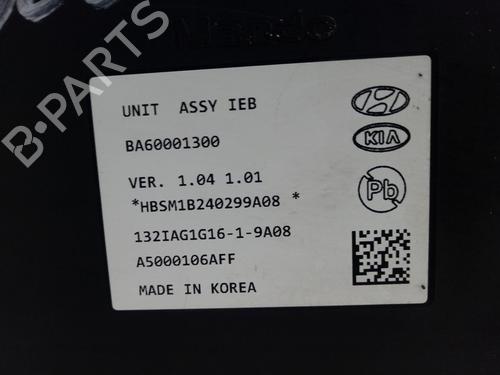 Mando
UNIT ASSY IEB
BA60001300
KIA
VER. 1.04 1.01
Pb
*HBSM1B240299A08 *
132IAG1G16-1-9A08
A5000106AFF
MADE IN KOREA
B-PARTS